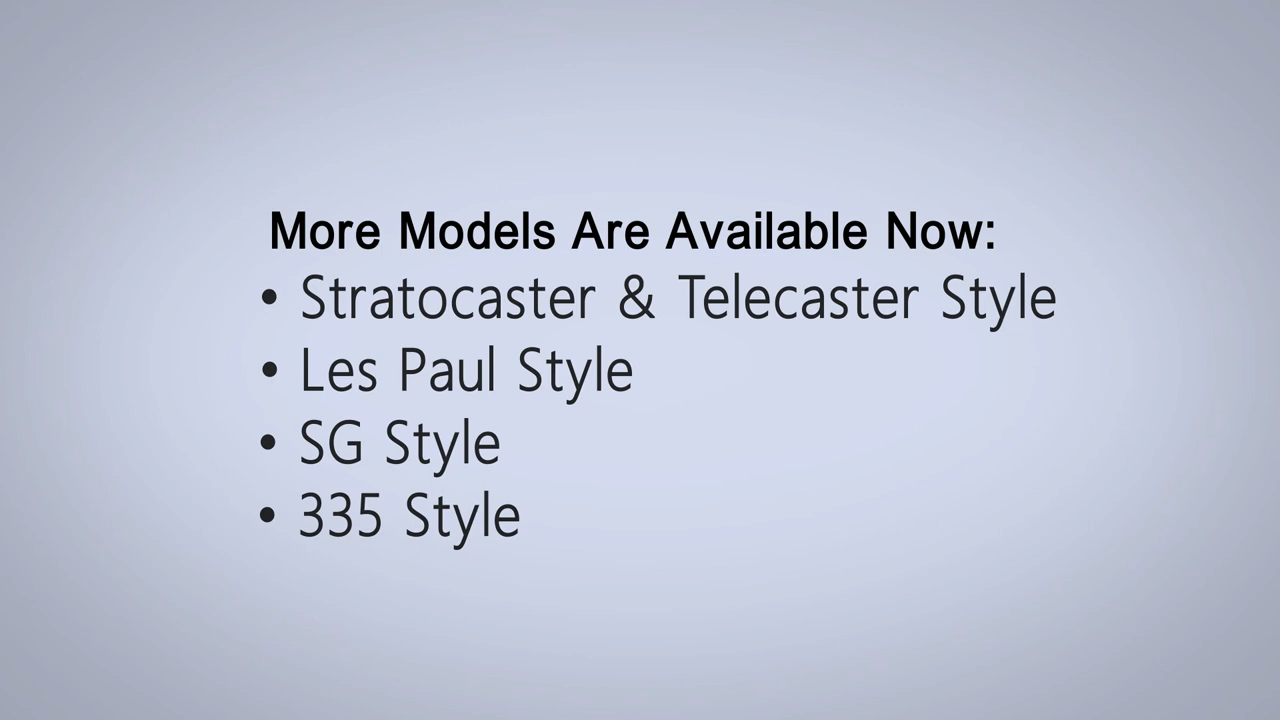 More Models Are Available Now:
• Stratocaster & Telecaster Style
• Les Paul Style
• SG Style
• 335 Style